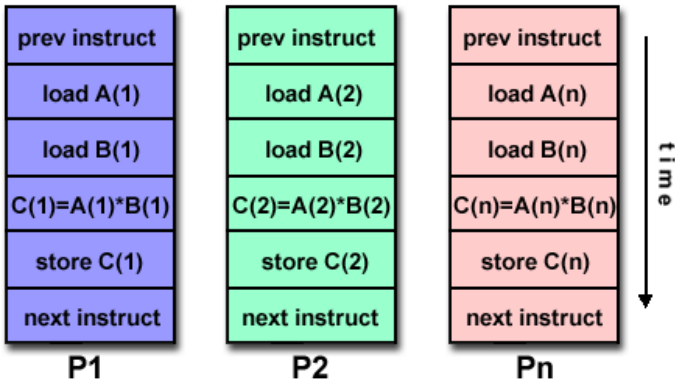 prev instruct
load A(1)
load B(1)
C(1)=A(1)*B(1)
store C(1)
next instruct
P1
prev instruct
load A(2)
load B(2)
C(2)=A(2)*B(2)
store C(2)
next instruct
P2
prev instruct
load A(n)
load B(n)
C(n)=A(n)*B(n)
store C(n)
next instruct
Pn
time